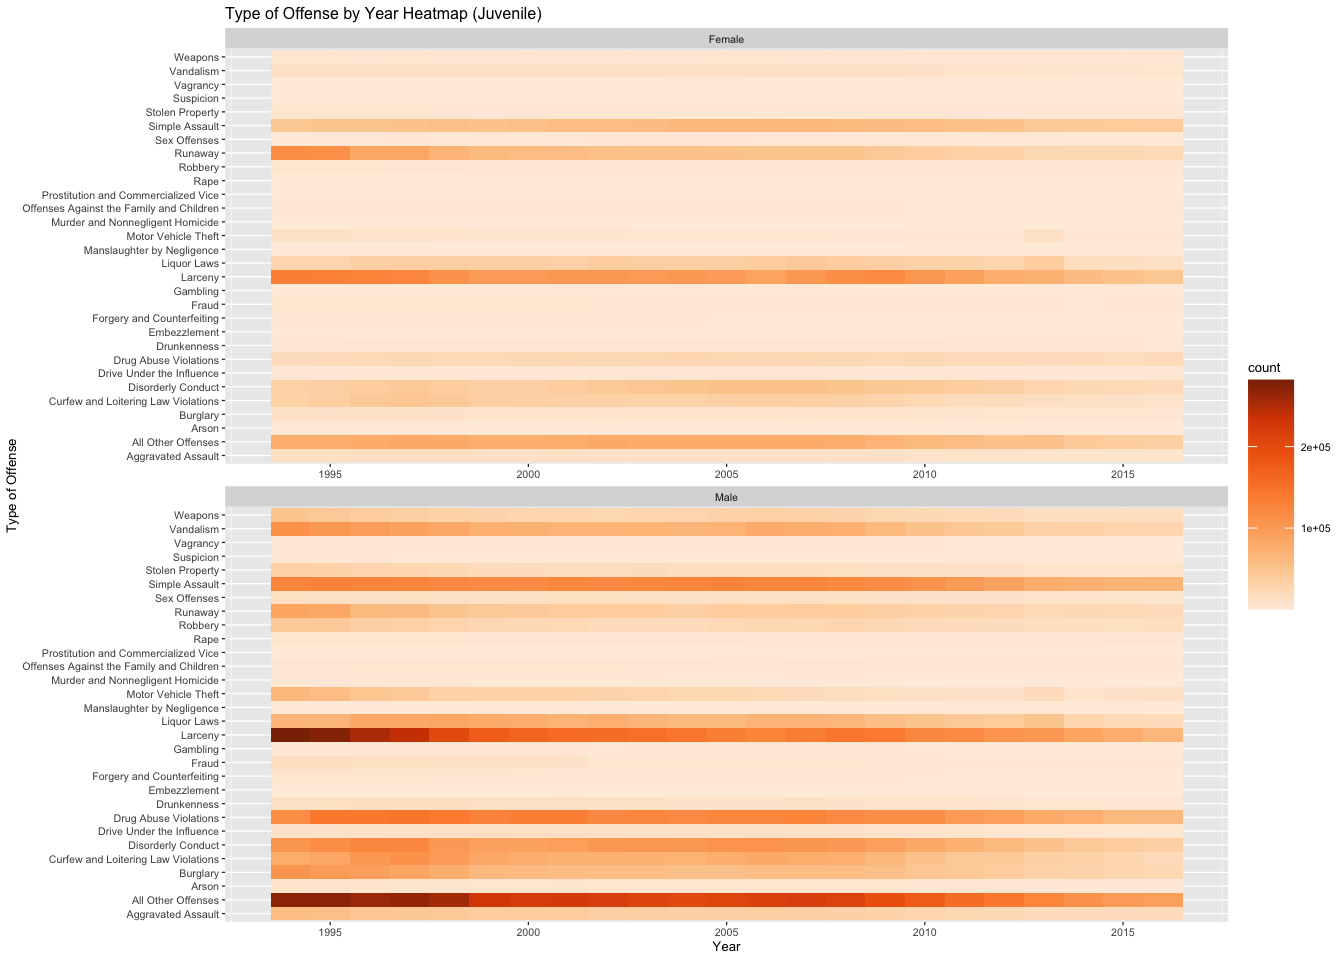 Type of Offense by Year Heatmap (Juvenile)
Female
Weapons
Vandalism
Vagrancy
Suspicion
Stolen Property
Simple Assault
Sex Offenses
Runaway
Robbery
Rape
Prostitution and Commercialized Vice
Offenses Against the Family and Children
Murder and Nonnegligent Homicide
Motor Vehicle Theft
Manslaughter by Negligence
Liquor Laws
Larceny
Gambling
Fraud
Forgery and Counterfeiting
Embezzlement
Drunkenness
Drug Abuse Violations
Drive Under the Influence
Disorderly Conduct
Curfew and Loitering Law Violations
Burglary
Arson
All Other Offenses
Aggravated Assault
1995 2000 2005 2010 2015
Male
Weapons
Vandalism
Vagrancy
Suspicion
Stolen Property
Simple Assault
Sex Offenses
Runaway
Robbery
Rape
Prostitution and Commercialized Vice
Offenses Against the Family and Children
Murder and Nonnegligent Homicide
Motor Vehicle Theft
Manslaughter by Negligence
Liquor Laws
Larceny
Gambling
Fraud
Forgery and Counterfeiting
Embezzlement
Drunkenness
Drug Abuse Violations
Drive Under the Influence
Disorderly Conduct
Curfew and Loitering Law Violations
Burglary
Arson
All Other Offenses
Aggravated Assault
1995 2000 2005 2010 2015
Year
Type of Offense
count
2e+05
1e+05